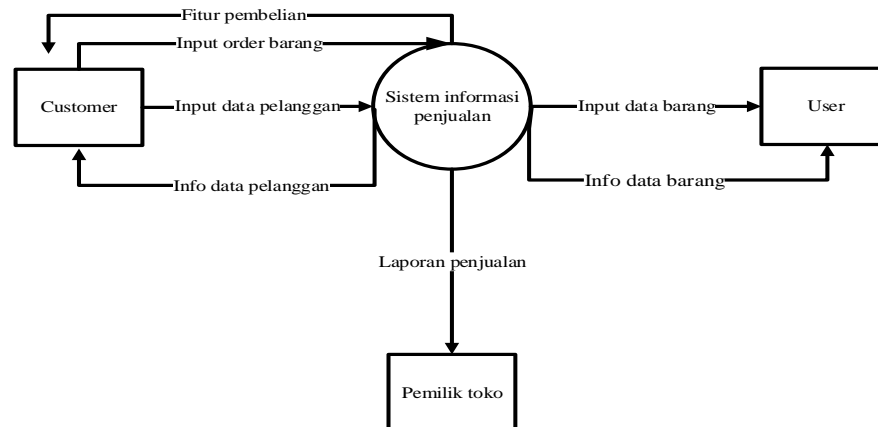 Fitur pembelian
Input order barang
Customer
Input data pelanggan
Sistem informasi
penjualan
Input data barang
User
Info data pelanggan
Info data barang
Laporan penjualan
Pemilik toko